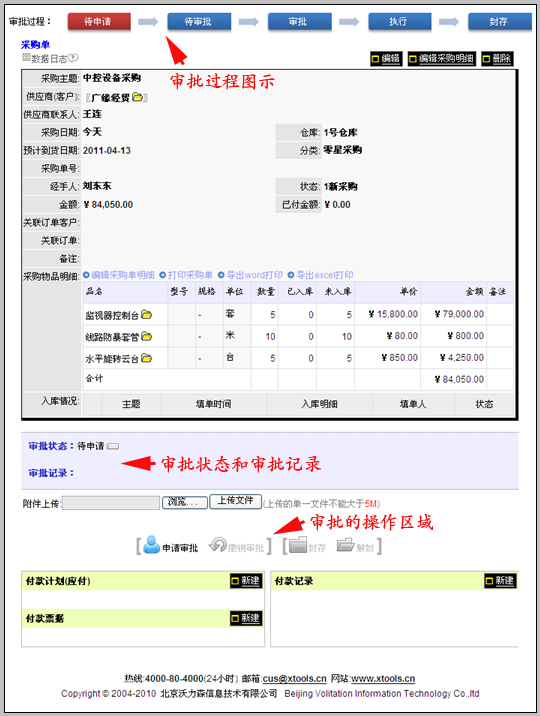 审批过程： 待申请 待审批 审批 执行 封存
采购单
数据日志
编辑 编辑采购明细 删除
审批过程图示
采购主题: 中控设备采购
供应商(客户): 〖广缘经贸 〗
供应商联系人: 王连
采购日期: 今天 仓库: 1号仓库
预计到货日期: 2011-04-13 分类: 零星采购
采购单号:
经手人: 刘东东 状态: 1新采购
金额: ¥ 84,050.00 已付金额: ¥ 0.00
关联订单客户:
关联订单:
备注:
采购物品明细: 编辑采购单明细 打印采购单 导出word打印 导出excel打印
品名 型号 规格 单位 数量 已入库 未入库 单价 金额 备注
监视器控制台 - 套 5 0 5 ¥ 15,800.00 ¥ 79,000.00
线路防暴套管 - 米 10 0 10 ¥ 80.00 ¥ 800.00
水平旋转云台 - 台 5 0 5 ¥ 850.00 ¥ 4,250.00
合计 ¥ 84,050.00
入库情况: 主题 填单时间 入库明细 填单人 状态
审批状态：待申请
审批状态和审批记录
审批记录：
附件上传: 浏览... 上传文件 (上传的单一文件不能大于5M)
审批的操作区域
[ 申请审批 撤销审批 ] [ 封存 解封 ]
付款计划(应付) 新建 付款记录 新建
付款票据 新建
热线:4000-80-4000(24小时) 邮箱:cus@xtools.cn 网站:www.xtools.cn
Copyright © 2004-2010 北京沃力森信息技术有限公司 Beijing Volitation Information Technology Co.,ltd